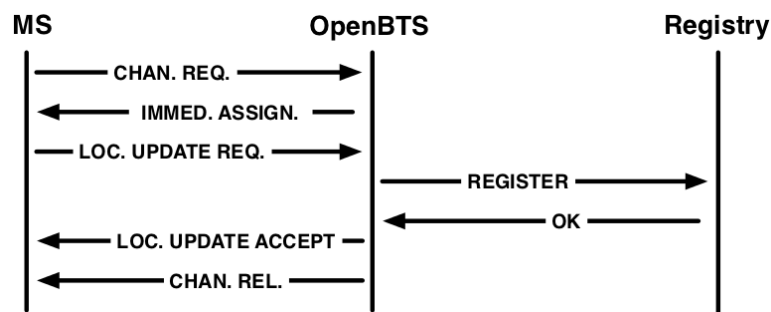 MS OpenBTS Registry
CHAN. REQ.
IMMED. ASSIGN.
LOC. UPDATE REQ.
REGISTER
OK
LOC. UPDATE ACCEPT
CHAN. REL.